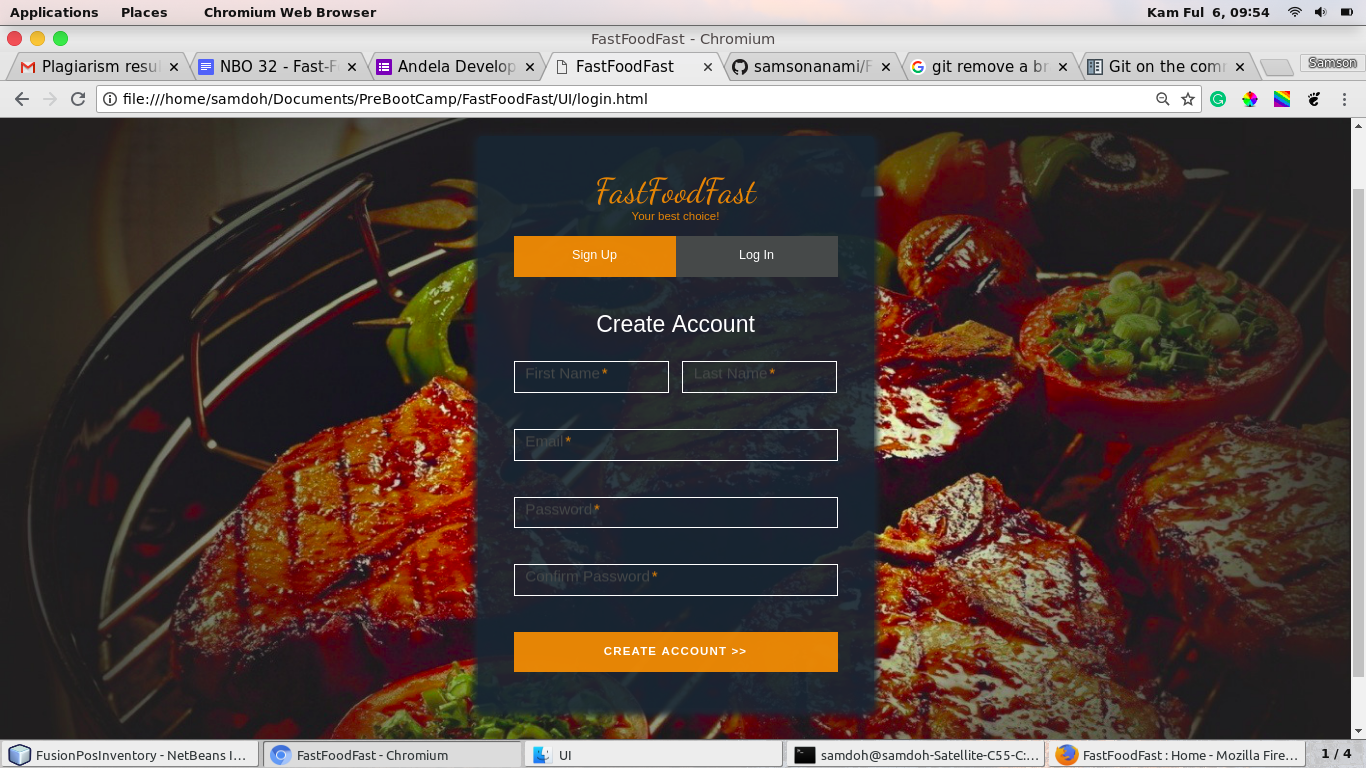 Applications Places Chromium Web Browser Kam Ful 6, 09:54
FastFoodFast - Chromium
Plagiarism resu NBO 32 - Fast-F Andela Develop FastFoodFast samsonanami/F git remove a br Git on the comm Samson
file:///home/samdoh/Documents/PreBootCamp/FastFoodFast/UI/login.html
FastFoodFast
Your best choice!
Sign Up Log In
Create Account
First Name* Last Name*
Email*
Password*
Confirm Password*
CREATE ACCOUNT >>
FusionPosInventory - NetBeans I... FastFoodFast - Chromium UI samdoh@samdoh-Satellite-C55-C:... FastFoodFast : Home - Mozilla Fire... 1 / 4